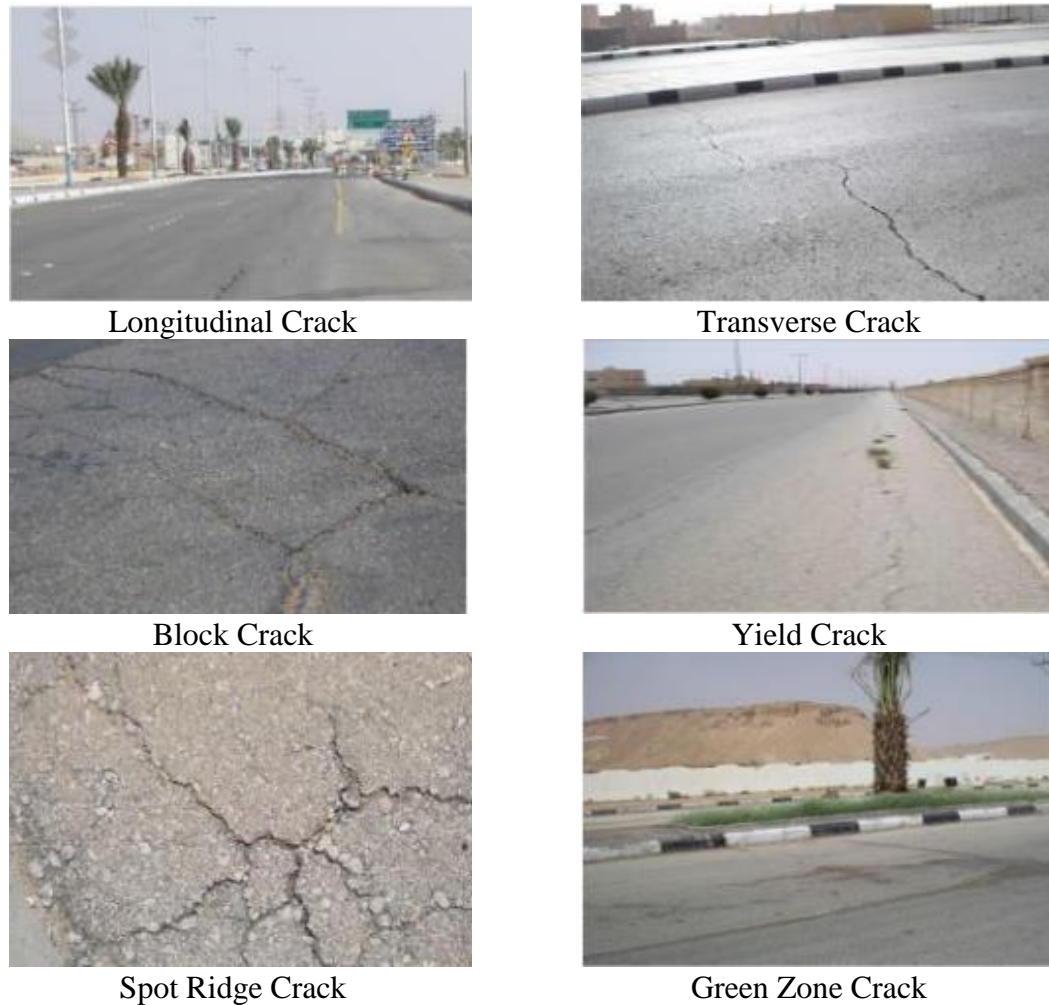 Longitudinal Crack
Transverse Crack
Block Crack
Yield Crack
Spot Ridge Crack
Green Zone Crack